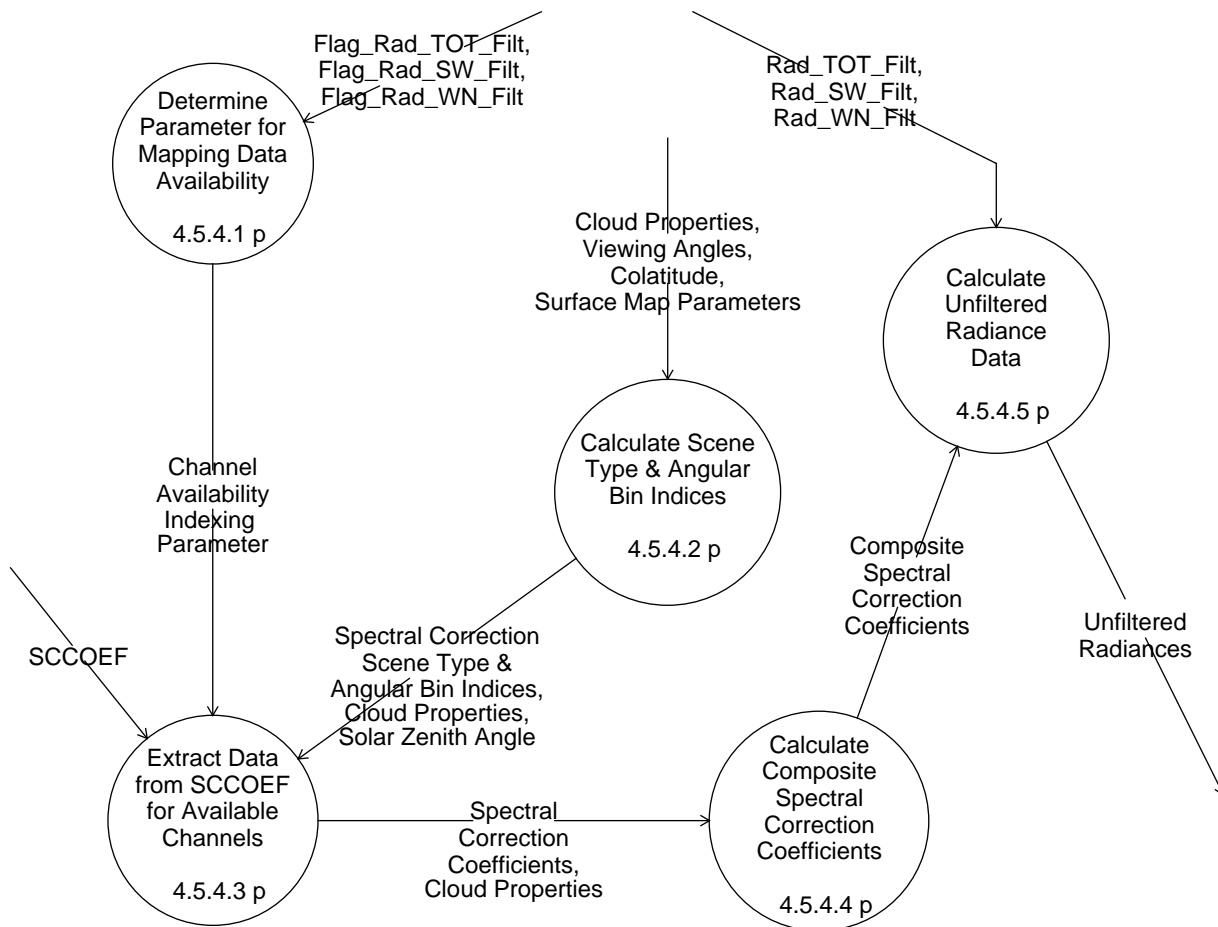 Flag_Rad_TOT_Filt,
Flag_Rad_SW_Filt,
Flag_Rad_WN_Filt
Rad_TOT_Filt,
Rad_SW_Filt,
Rad_WN_Filt
Determine
Parameter for
Mapping Data
Availability
4.5.4.1 p
Cloud Properties,
Viewing Angles,
Colatitude,
Surface Map Parameters
Calculate
Unfiltered
Radiance
Data
4.5.4.5 p
Calculate Scene
Type & Angular
Bin Indices
4.5.4.2 p
Channel
Availability
Indexing
Parameter
Composite
Spectral
Correction
Coefficients
Unfiltered
Radiances
SCCOEF
Spectral Correction
Scene Type &
Angular Bin Indices,
Cloud Properties,
Solar Zenith Angle
Extract Data
from SCCOEF
for Available
Channels
4.5.4.3 p
Spectral
Correction
Coefficients,
Cloud Properties
Calculate
Composite
Spectral
Correction
Coefficients
4.5.4.4 p